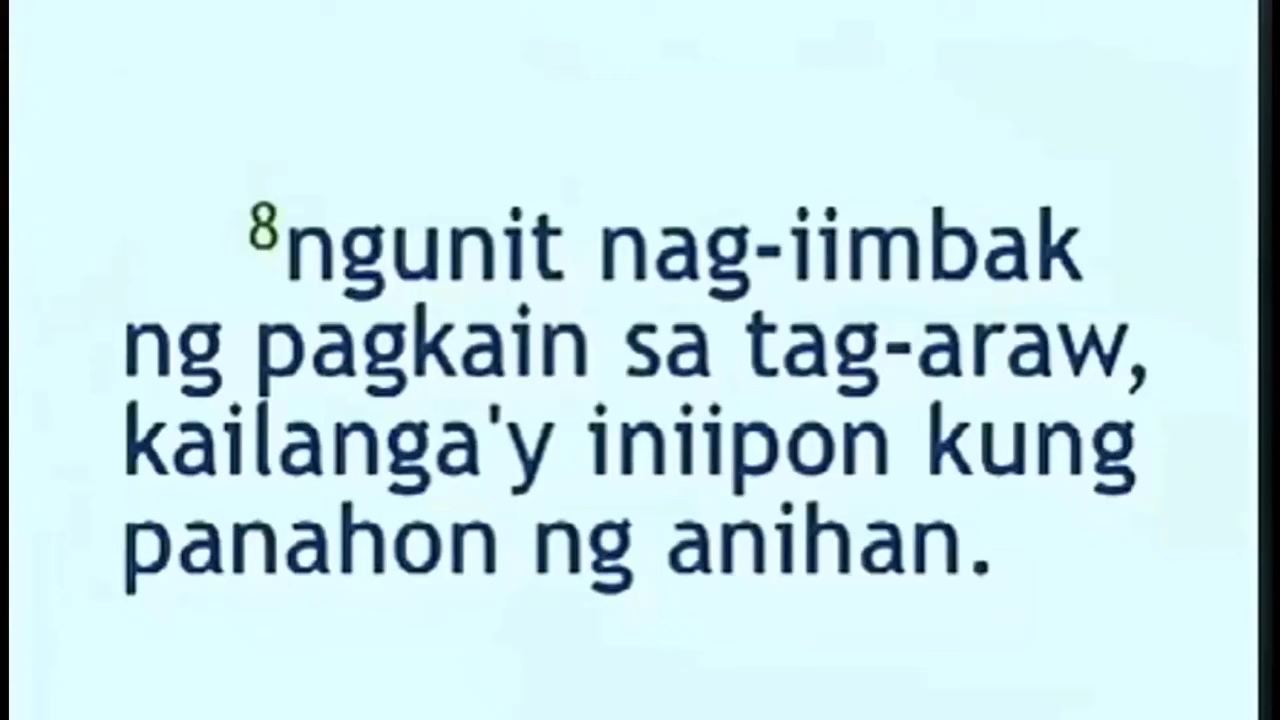 8ngunit nag-iimbak
ng pagkain sa tag-araw,
kailanga'y iniipon kung
panahon ng anihan.